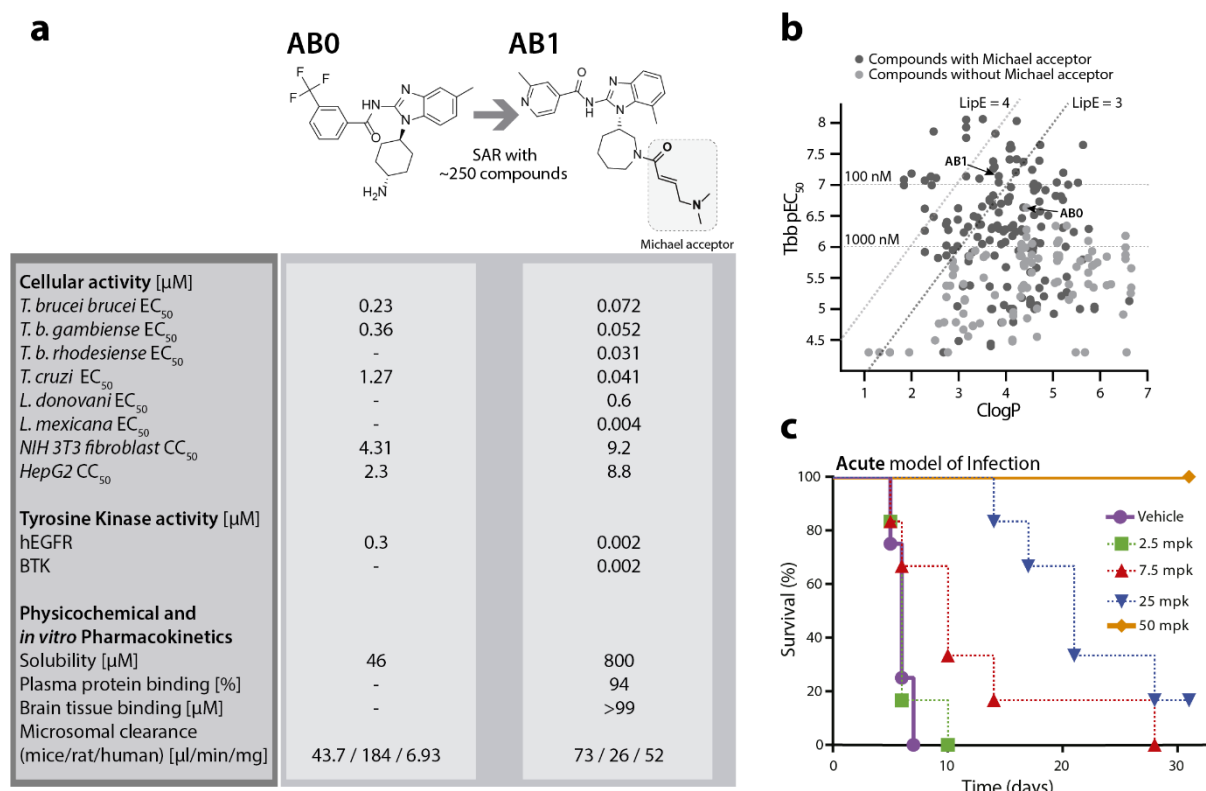 a
AB0
AB1
F
F
F
O
NH
N
N
H₂N
N
O
NH
N
N
N
O
N
SAR with
~250 compounds
Michael acceptor
Cellular activity [µM]
T. brucei brucei EC50 0.23 0.072
T. b. gambiense EC50 0.36 0.052
T. b. rhodesiense EC50 - 0.031
T. cruzi EC50 1.27 0.041
L. donovani EC50 - 0.6
L. mexicana EC50 - 0.004
NIH 3T3 fibroblast CC50 4.31 9.2
HepG2 CC50 2.3 8.8
Tyrosine Kinase activity [µM]
hEGFR 0.3 0.002
BTK - 0.002
Physicochemical and
in vitro Pharmacokinetics
Solubility [µM] 46 800
Plasma protein binding [%] - 94
Brain tissue binding [µM] - >99
Microsomal clearance
(mice/rat/human) [µl/min/mg] 43.7 / 184 / 6.93 73 / 26 / 52
b
Compounds with Michael acceptor
Compounds without Michael acceptor
LipE = 4 LipE = 3
Tbb pEC50
8
7.5
7
6.5
6
5.5
5
4.5
100 nM
1000 nM
AB1
AB0
1 2 3 4 5 6 7
ClogP
c
Acute model of Infection
Survival (%)
100
80
60
40
20
0
Vehicle
2.5 mpk
7.5 mpk
25 mpk
50 mpk
0 10 20 30
Time (days)